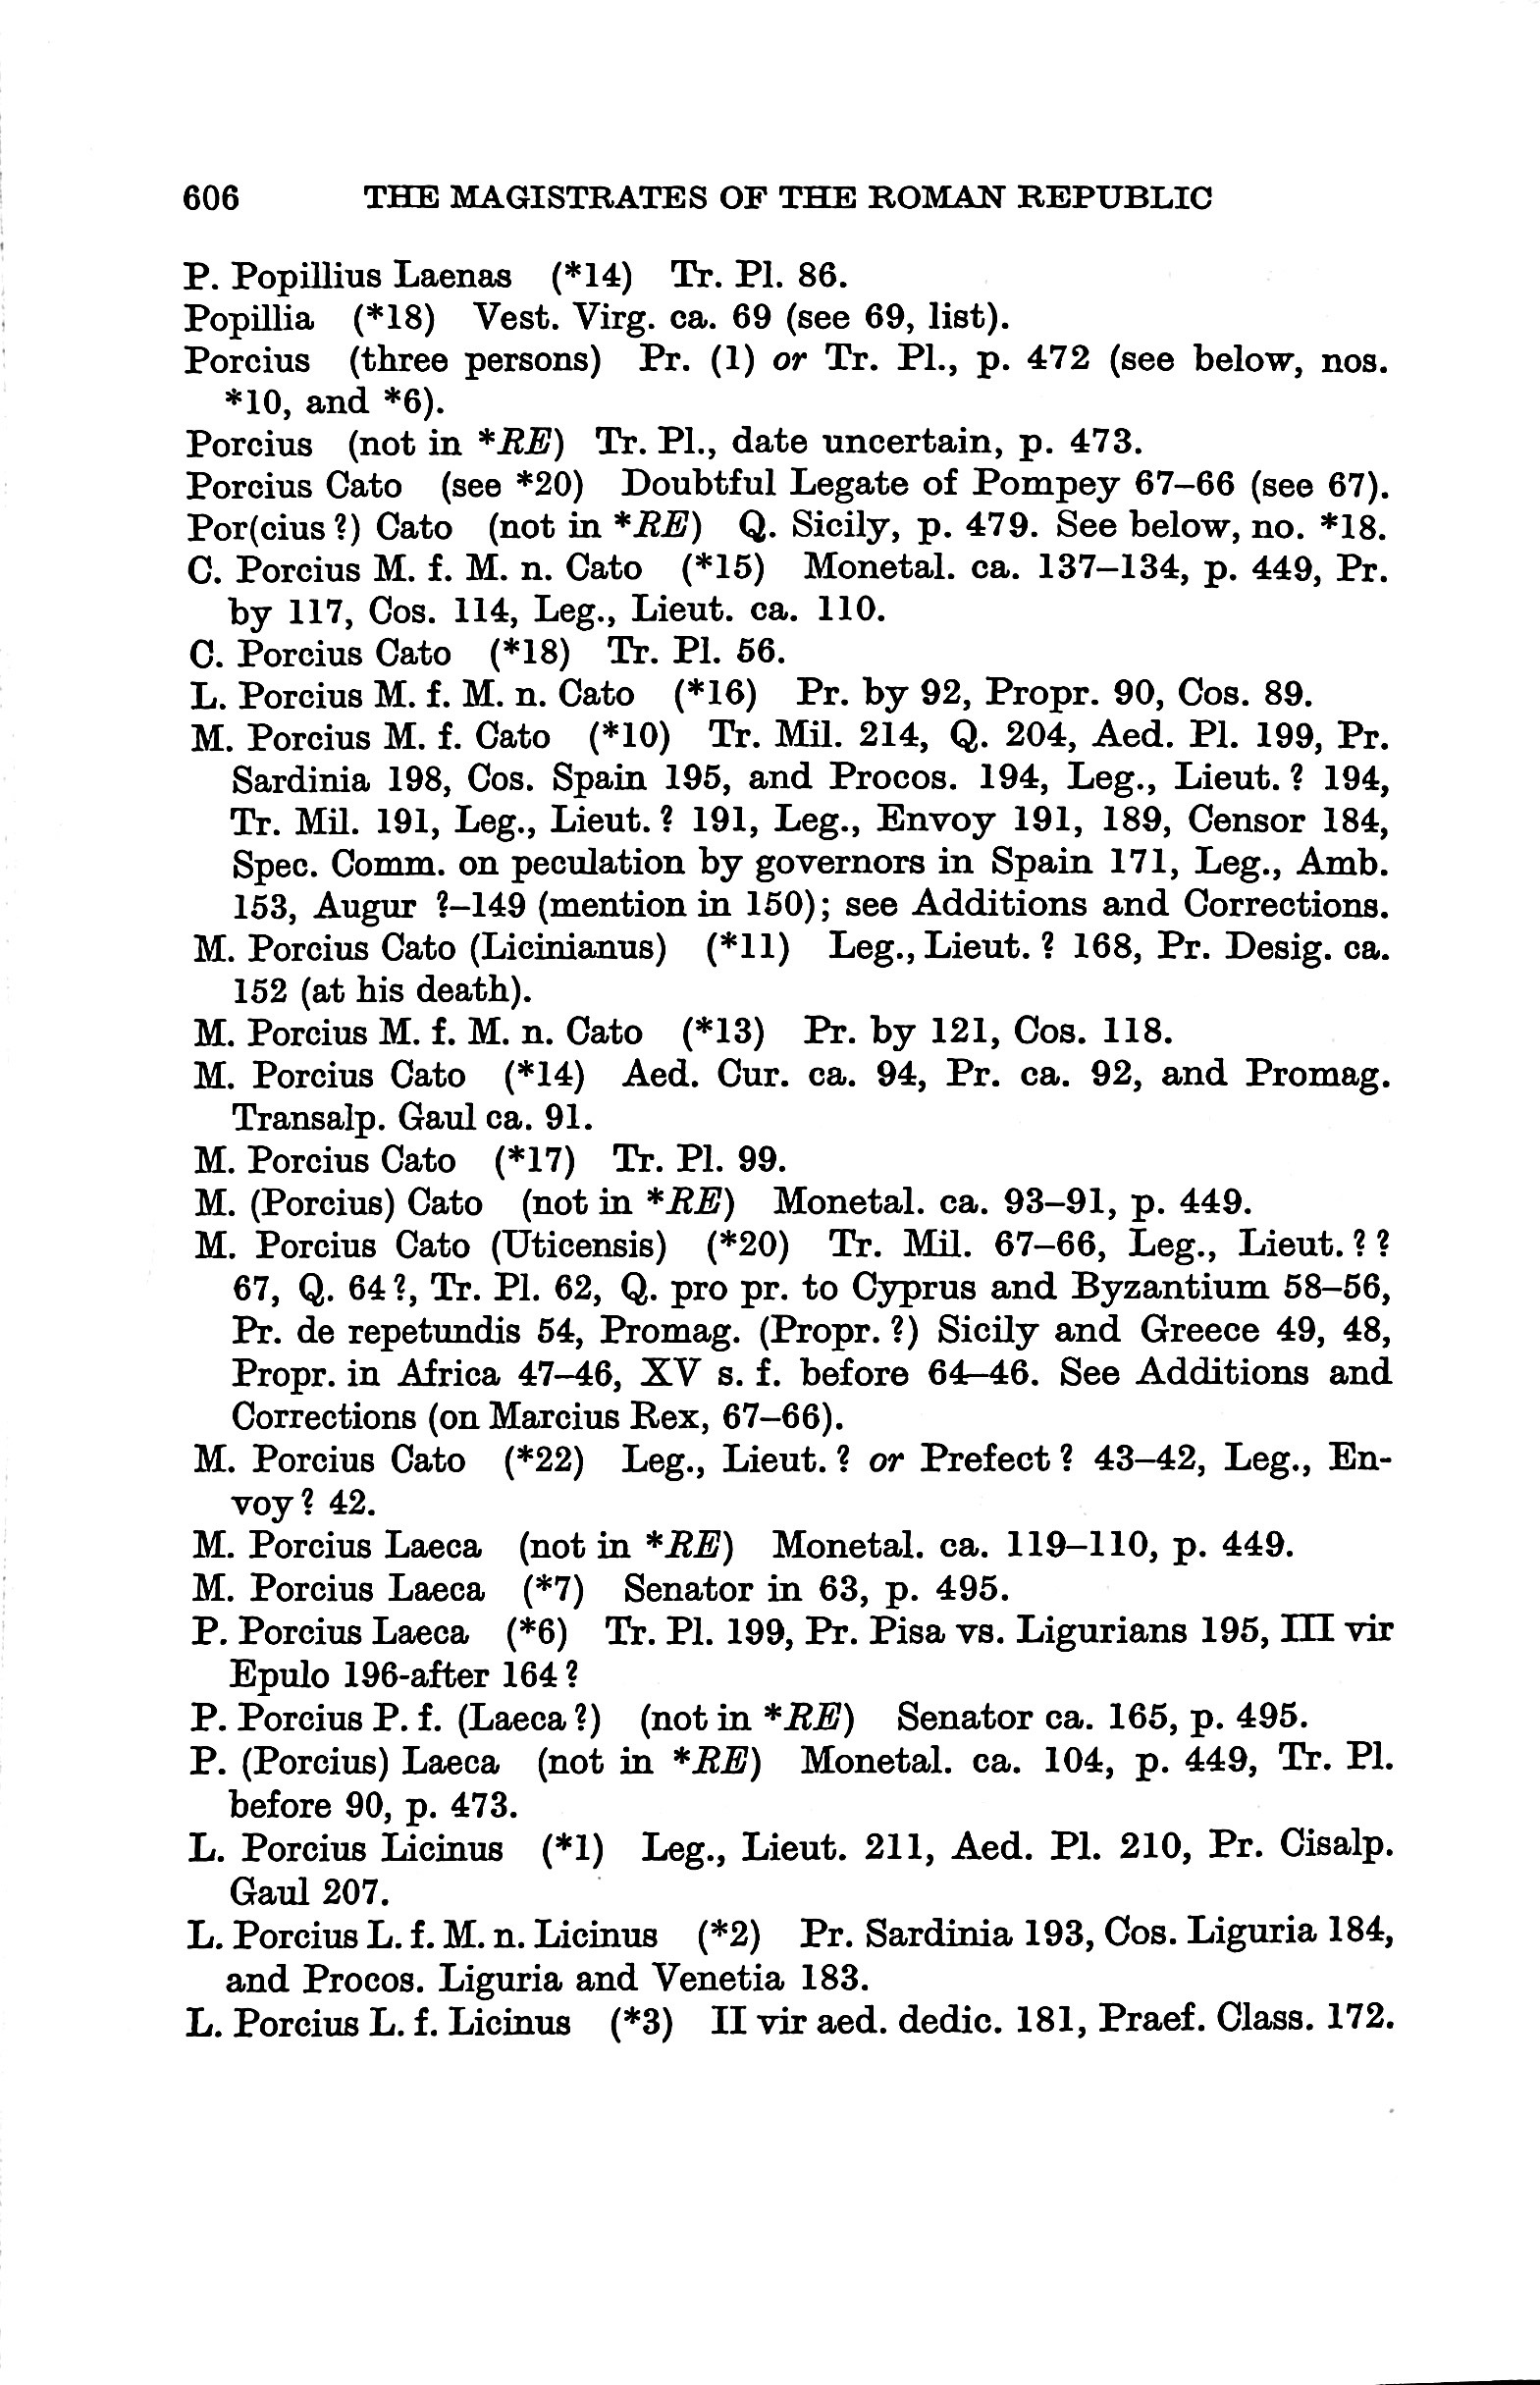 606 THE MAGISTRATES OF THE ROMAN REPUBLIC
P. Popillius Laenas (*14) Tr. Pl. 86.
Popillia (*18) Vest. Virg. ca. 69 (see 69, list).
Porcius (three persons) Pr. (1) or Tr. Pl., p. 472 (see below, nos.
*10, and *6).
Porcius (not in *RE) Tr. Pl., date uncertain, p. 473.
Porcius Cato (see *20) Doubtful Legate of Pompey 67–66 (see 67).
Por(cius ?) Cato (not in *RE) Q. Sicily, p. 479. See below, no. *18.
C. Porcius M. f. M. n. Cato (*15) Monetal. ca. 137–134, p. 449, Pr.
by 117, Cos. 114, Leg., Lieut. ca. 110.
C. Porcius Cato (*18) Tr. Pl. 56.
L. Porcius M. f. M. n. Cato (*16) Pr. by 92, Propr. 90, Cos. 89.
M. Porcius M. f. Cato (*10) Tr. Mil. 214, Q. 204, Aed. Pl. 199, Pr.
Sardinia 198, Cos. Spain 195, and Procos. 194, Leg., Lieut. ? 194,
Tr. Mil. 191, Leg., Lieut. ? 191, Leg., Envoy 191, 189, Censor 184,
Spec. Comm. on peculation by governors in Spain 171, Leg., Amb.
153, Augur ?–149 (mention in 150); see Additions and Corrections.
M. Porcius Cato (Licinianus) (*11) Leg., Lieut. ? 168, Pr. Desig. ca.
152 (at his death).
M. Porcius M. f. M. n. Cato (*13) Pr. by 121, Cos. 118.
M. Porcius Cato (*14) Aed. Cur. ca. 94, Pr. ca. 92, and Promag.
Transalp. Gaul ca. 91.
M. Porcius Cato (*17) Tr. Pl. 99.
M. (Porcius) Cato (not in *RE) Monetal. ca. 93–91, p. 449.
M. Porcius Cato (Uticensis) (*20) Tr. Mil. 67–66, Leg., Lieut. ? ?
67, Q. 64 ?, Tr. Pl. 62, Q. pro pr. to Cyprus and Byzantium 58–56,
Pr. de repetundis 54, Promag. (Propr. ?) Sicily and Greece 49, 48,
Propr. in Africa 47–46, XV s. f. before 64–46. See Additions and
Corrections (on Marcius Rex, 67–66).
M. Porcius Cato (*22) Leg., Lieut. ? or Prefect ? 43–42, Leg., En-
voy ? 42.
M. Porcius Laeca (not in *RE) Monetal. ca. 119–110, p. 449.
M. Porcius Laeca (*7) Senator in 63, p. 495.
P. Porcius Laeca (*6) Tr. Pl. 199, Pr. Pisa vs. Ligurians 195, III vir
Epulo 196-after 164 ?
P. Porcius P. f. (Laeca ?) (not in *RE) Senator ca. 165, p. 495.
P. (Porcius) Laeca (not in *RE) Monetal. ca. 104, p. 449, Tr. Pl.
before 90, p. 473.
L. Porcius Licinus (*1) Leg., Lieut. 211, Aed. Pl. 210, Pr. Cisalp.
Gaul 207.
L. Porcius L. f. M. n. Licinus (*2) Pr. Sardinia 193, Cos. Liguria 184,
and Procos. Liguria and Venetia 183.
L. Porcius L. f. Licinus (*3) II vir aed. dedic. 181, Praef. Class. 172.